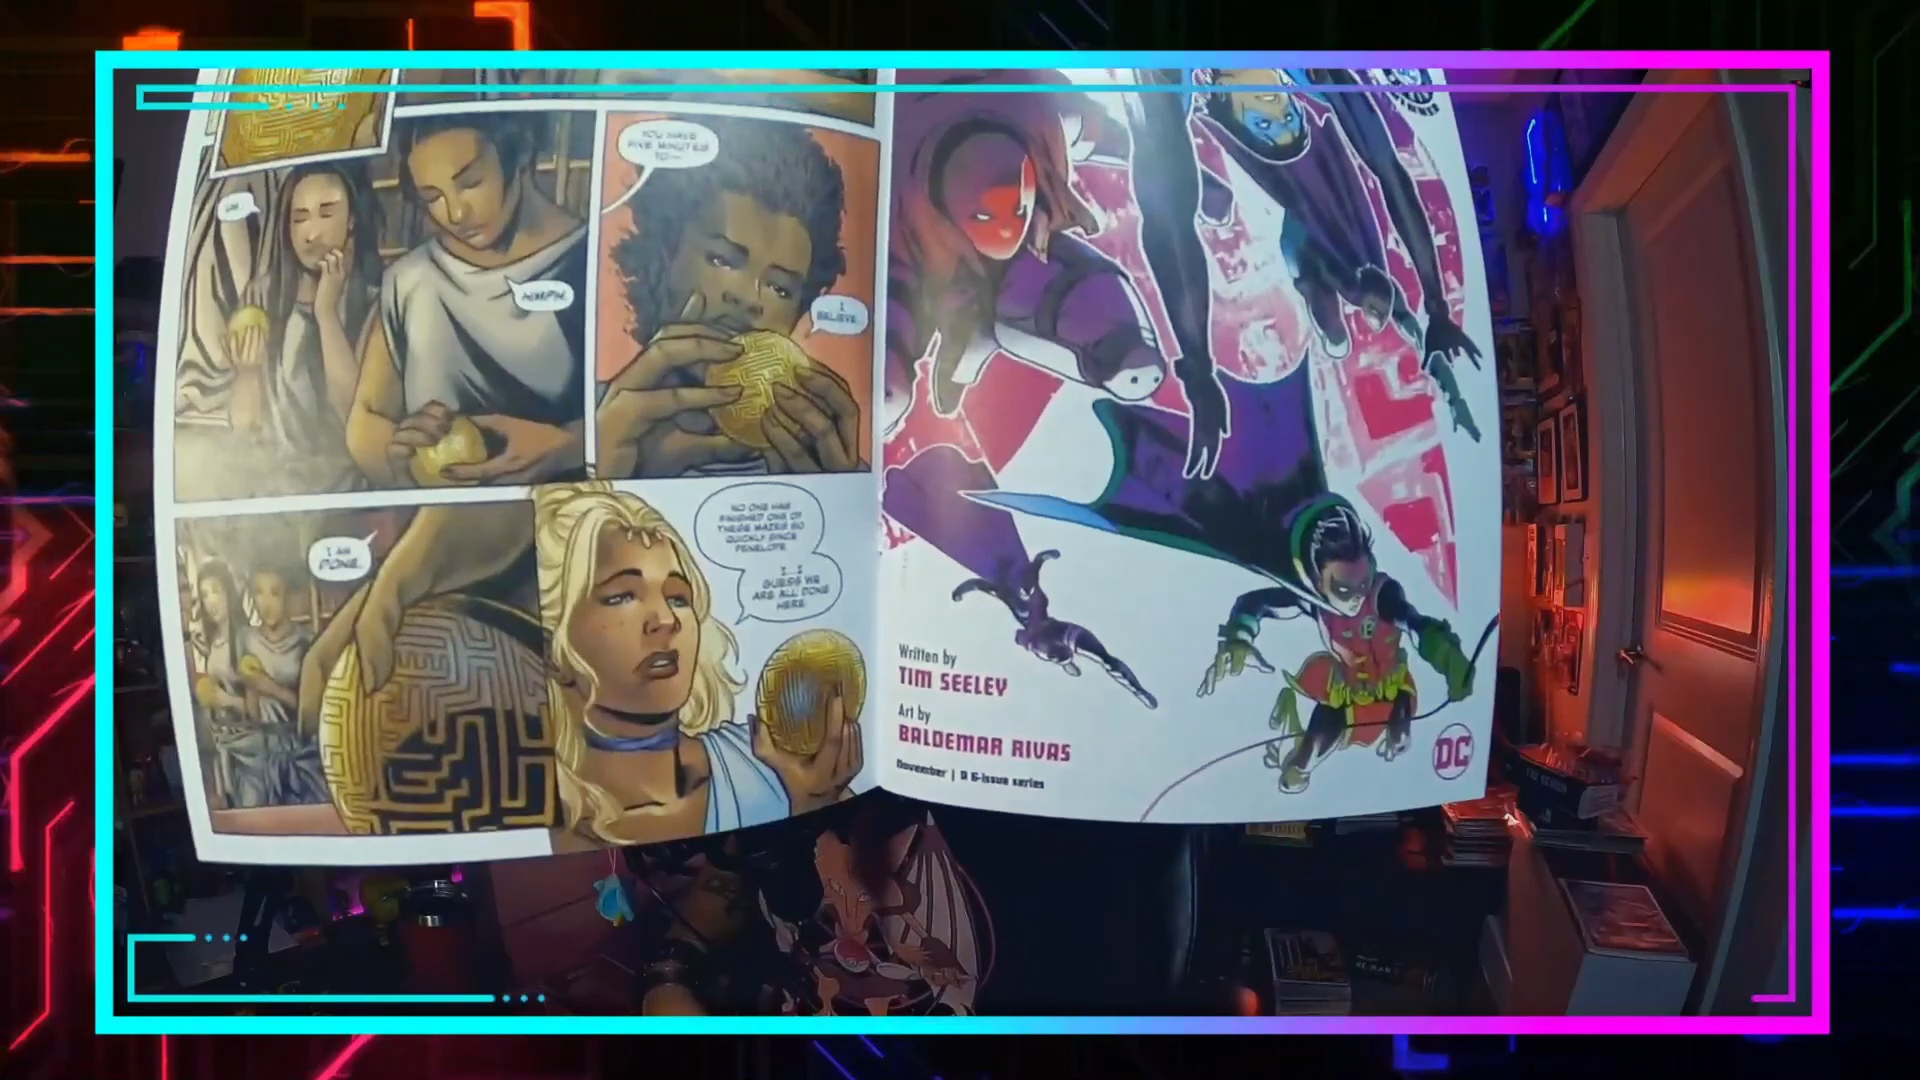 YOU HAVE
FIVE MINUTES
TO--
HMPH.
I
BELIEVE
I AM
DONE.
NO ONE HAS
FINISHED ONE OF
THESE MAZES SO
QUICKLY SINCE
PENELOPE.
I...I
GUESS WE
ARE ALL DONE
HERE.
Written by
TIM SEELEY
Art by
BALDEMAR RIVAS
November | A 6-issue series
DC